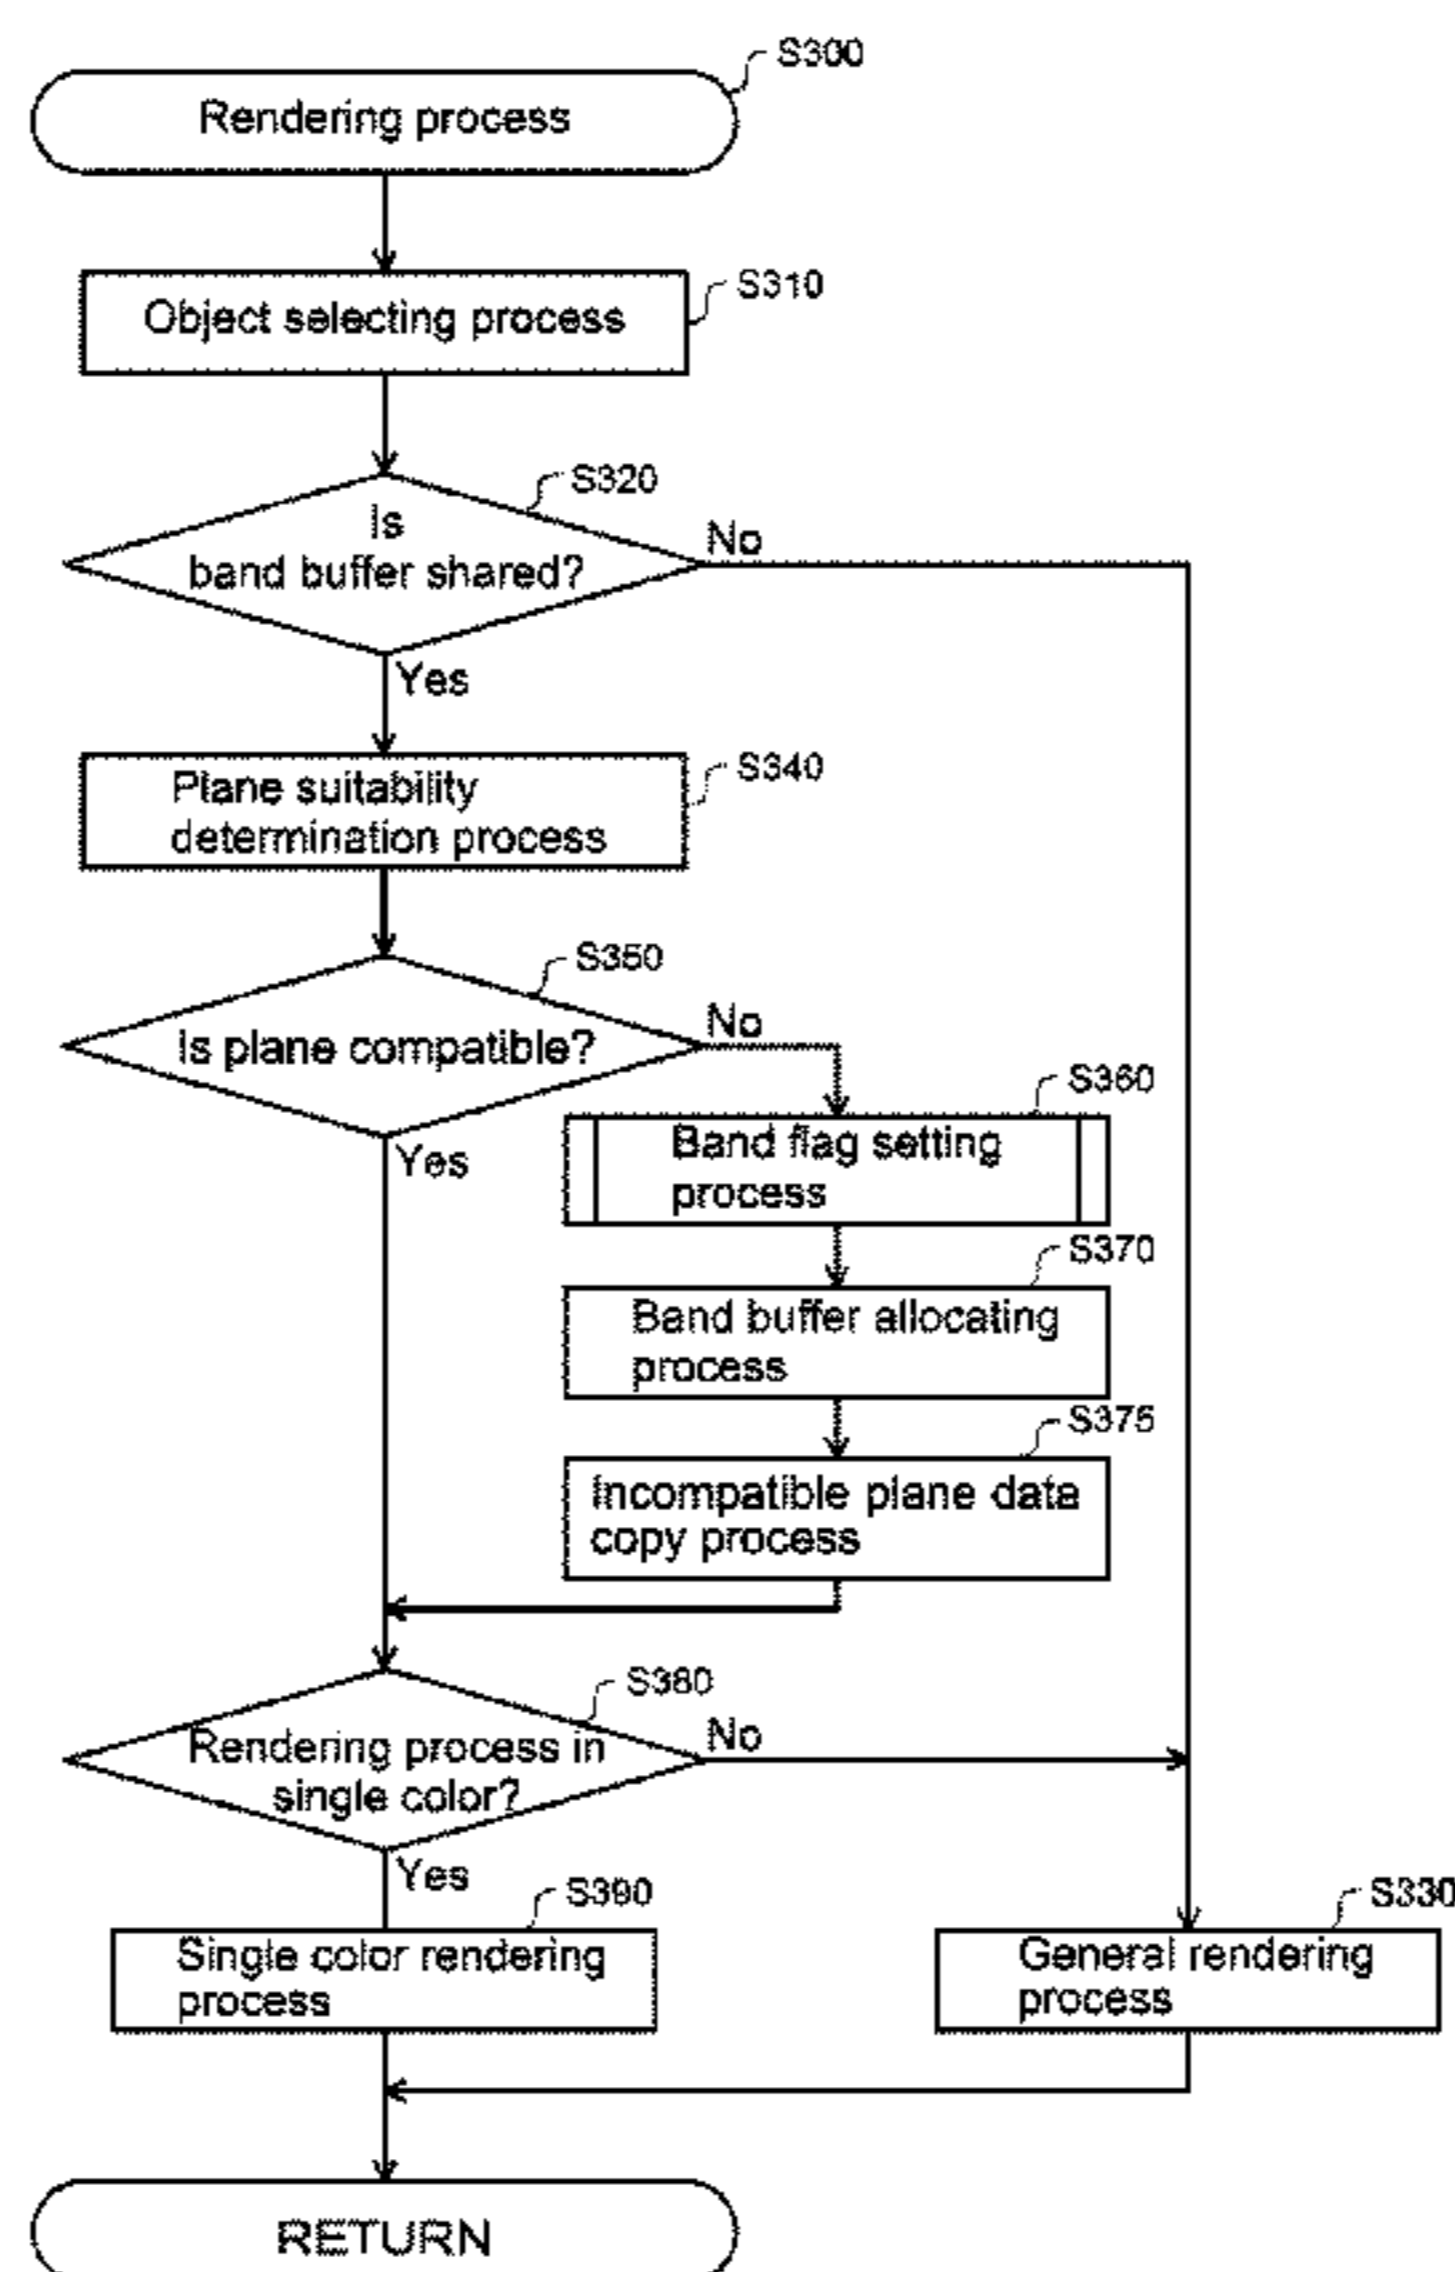 S300
Rendering process
S310
Object selecting process
S320
Is
band buffer shared?
No
Yes
S340
Plane suitability
determination process
S350
Is plane compatible?
No
Yes
S360
Band flag setting
process
S370
Band buffer allocating
process
S375
Incompatible plane data
copy process
S380
Rendering process in
single color?
No
Yes
S390
Single color rendering
process
S330
General rendering
process
RETURN